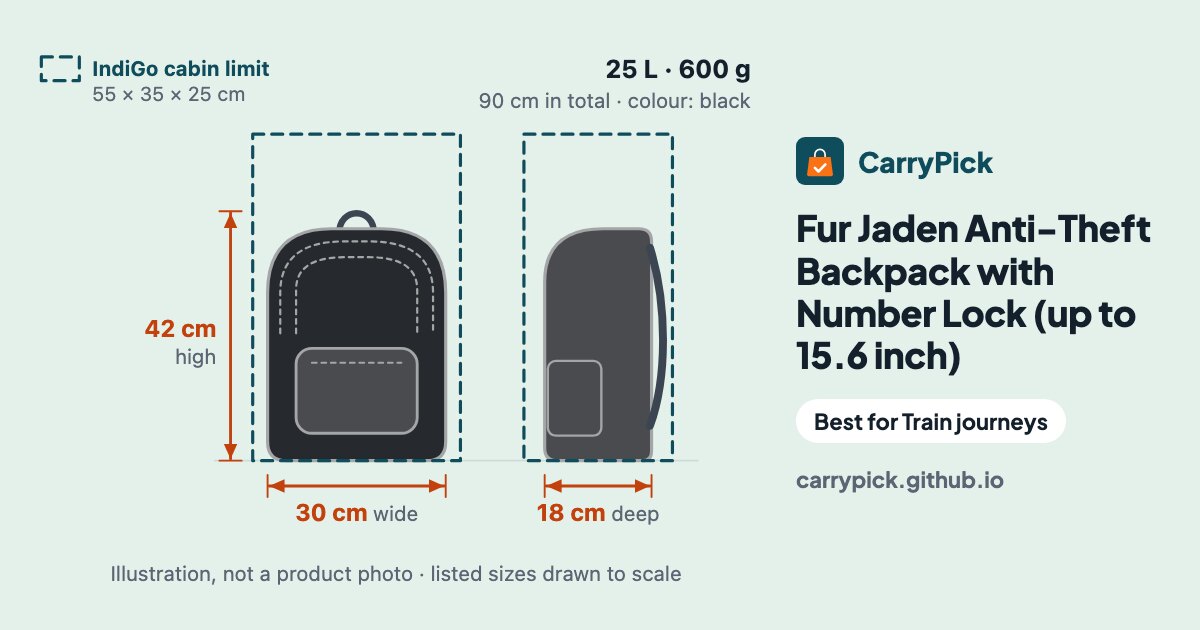 IndiGo cabin limit
55 × 35 × 25 cm
25 L · 600 g
90 cm in total · colour: black
42 cm
high
30 cm wide
18 cm deep
Illustration, not a product photo · listed sizes drawn to scale
CarryPick
Fur Jaden Anti-Theft
Backpack with
Number Lock (up to
15.6 inch)
Best for Train journeys
carrypick.github.io